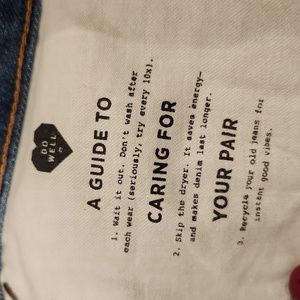 DO
WELL
A GUIDE TO
CARING FOR
YOUR PAIR
1. Wait it out. Don't wash after
each wear (seriously, try every 10x).
2. Skip the dryer. It saves energy—
and makes denim last longer.
3. Recycle your old jeans for
instant good vibes.